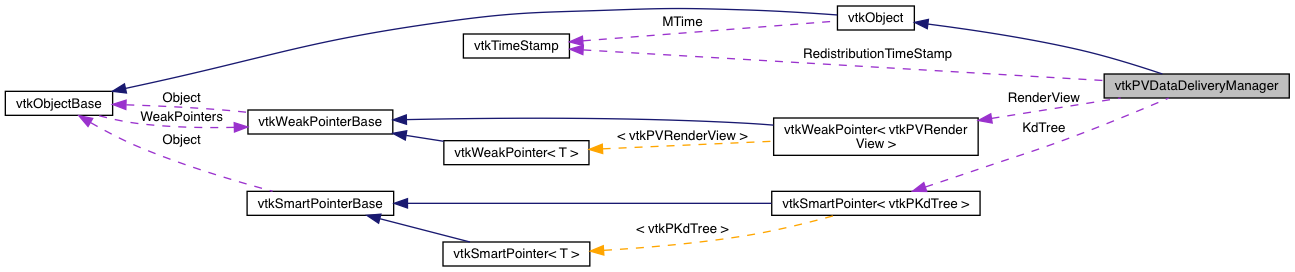 vtkObject
MTime
vtkTimeStamp
RedistributionTimeStamp
vtkPVDataDeliveryManager
vtkObjectBase
Object
WeakPointers
Object
vtkWeakPointerBase
RenderView
KdTree
< vtkPVRenderView >
vtkWeakPointer< vtkPVRender
View >
vtkWeakPointer< T >
vtkSmartPointerBase
vtkSmartPointer< vtkPKdTree >
< vtkPKdTree >
vtkSmartPointer< T >